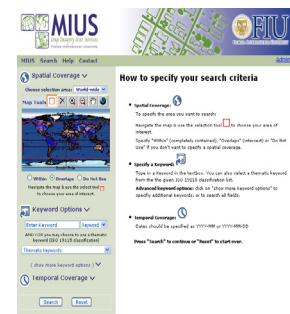 MIUS
Map Imagery User Services
FIU
MIUS Search Help Contact
Admin
Spatial Coverage
Choose selection area: World-wide
Map Tools
Within Overlaps Do Not Use
Navigate the map & use the select tool to choose your area of interest.
Keyword Options
Enter Keyword keyword
AND / OR you may choose to use a thematic keyword (ISO 19115 classification)
Thematic keywords:
( show more keyword options )
Temporal Coverage
Search Reset
How to specify your search criteria
Spatial Coverage:
To specify the area you want to search:
Navigate the map & use the selection tool to choose your area of
interest.
Specify "Within" (completely contained), "Overlaps" (intersect) or "Do Not
Use" if you don't want to specify a spatial coverage.
Specify a Keyword:
Type in a Keyword in the textbox. You can also select a thematic keyword
from the the given ISO 19115 classification list.
Advanced keyword options: click on "show more keyword options" to
specify additional keywords, or to search all fields.
Temporal Coverage:
Dates should be specified as YYYY-MM or YYYY-MM-DD
Press "Search" to continue or "Reset" to start over.